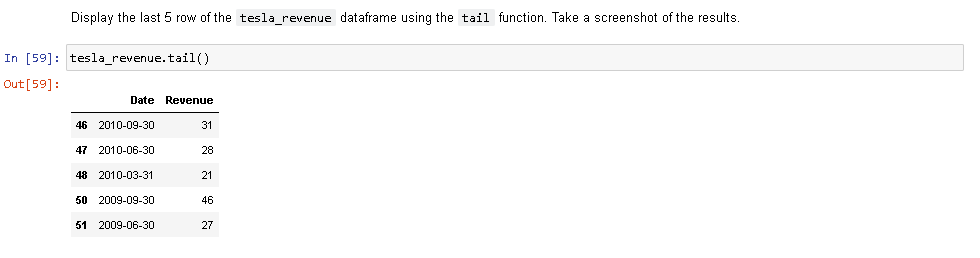 Display the last 5 row of the tesla_revenue dataframe using the tail function. Take a screenshot of the results.
In [59]: tesla_revenue.tail()
Out[59]:
Date Revenue
46 2010-09-30 31
47 2010-06-30 28
48 2010-03-31 21
50 2009-09-30 46
51 2009-06-30 27